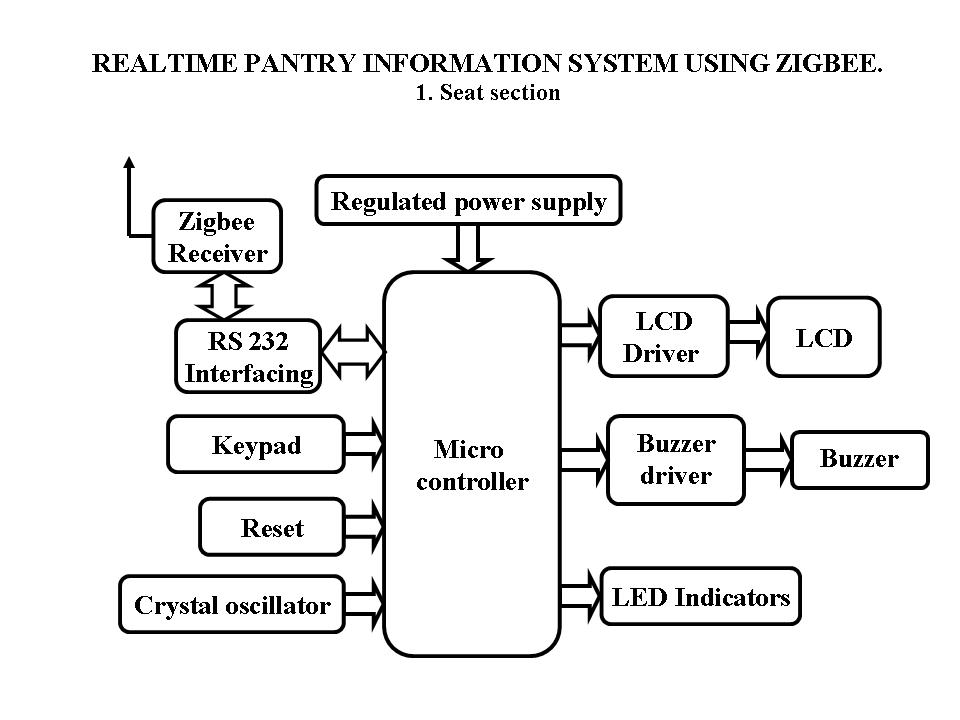 REALTIME PANTRY INFORMATION SYSTEM USING ZIGBEE.
1. Seat section
Regulated power supply
Zigbee
Receiver
RS 232
Interfacing
LCD
Driver
LCD
Keypad
Micro
controller
Buzzer
driver
Buzzer
Reset
Crystal oscillator
LED Indicators